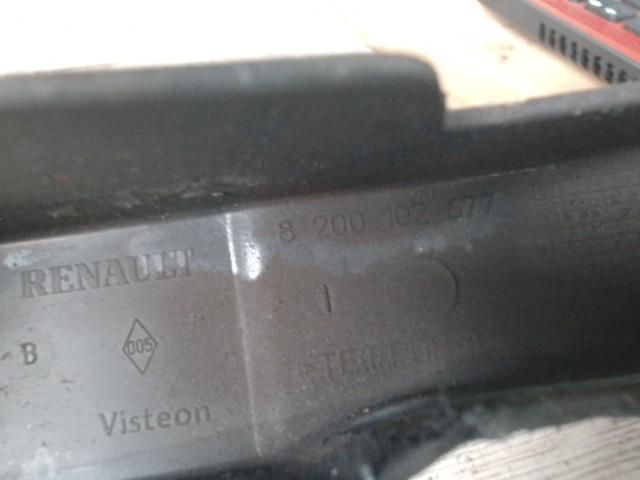 8 200 102 677
RENAULT
B
005
Visteon